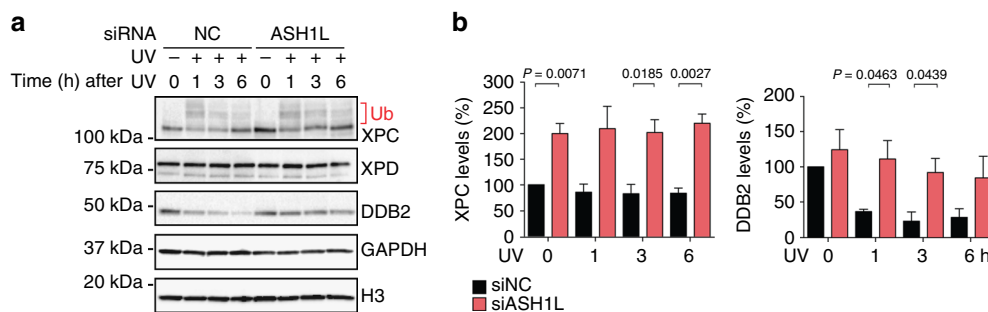 a
siRNA NC ASH1L
UV – + + + – + + +
Time (h) after UV 0 1 3 6 0 1 3 6
Ub
100 kDa - XPC
75 kDa - XPD
50 kDa - DDB2
37 kDa - GAPDH
20 kDa - H3
b
P = 0.0071 0.0185 0.0027
XPC levels (%)
300
250
200
150
100
50
0
UV 0 1 3 6
P = 0.0463 0.0439
DDB2 levels (%)
200
150
100
50
0
UV 0 1 3 6 h
siNC
siASH1L